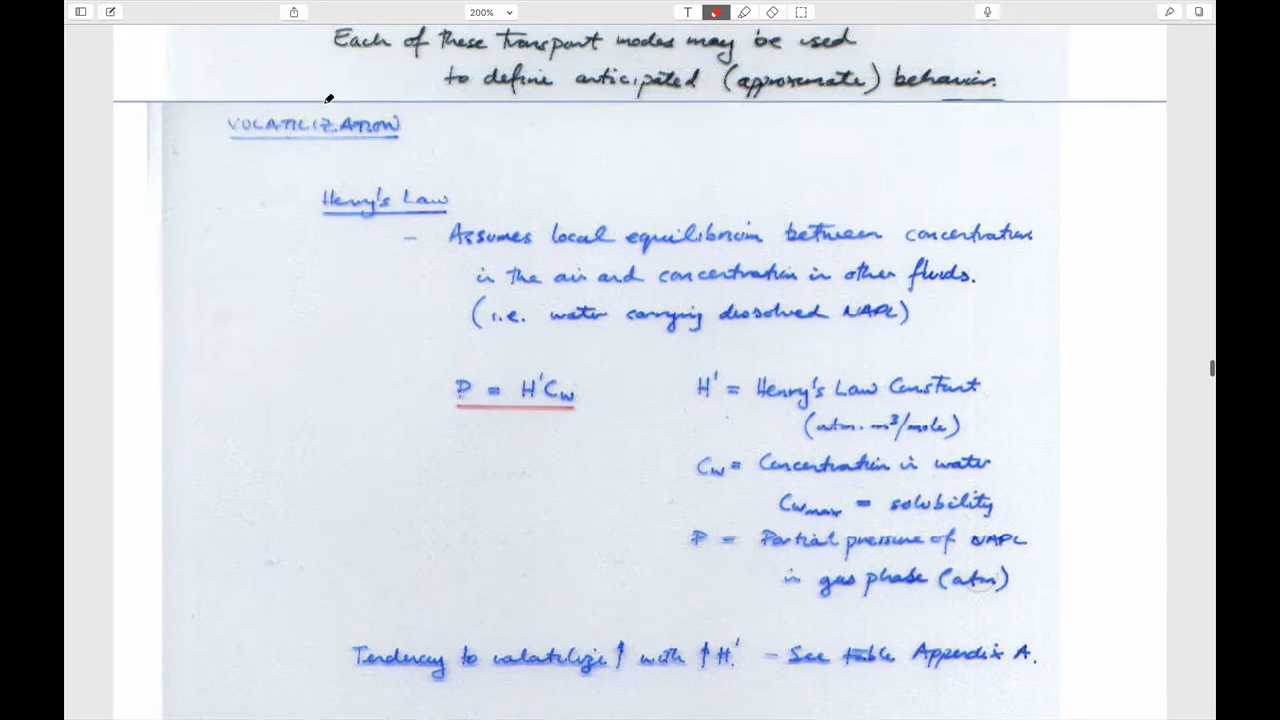 200%
T
Each of these transport modes may be used
to define anticipated (approximate) behavior.
VOLATILIZATION
Henry's Law
- Assumes local equilibrium between concentration
in the air and concentration in other fluids.
(i.e. water carrying dissolved NAPL)
P = H'Cw
H' = Henry's Law Constant
(atm. m³/mole)
Cw = Concentration in water
Cwmax = solubility
P = Partial pressure of NAPL
in gas phase (atm)
Tendency to volatilize ↑ with ↑ H'. - See table Appendix A.